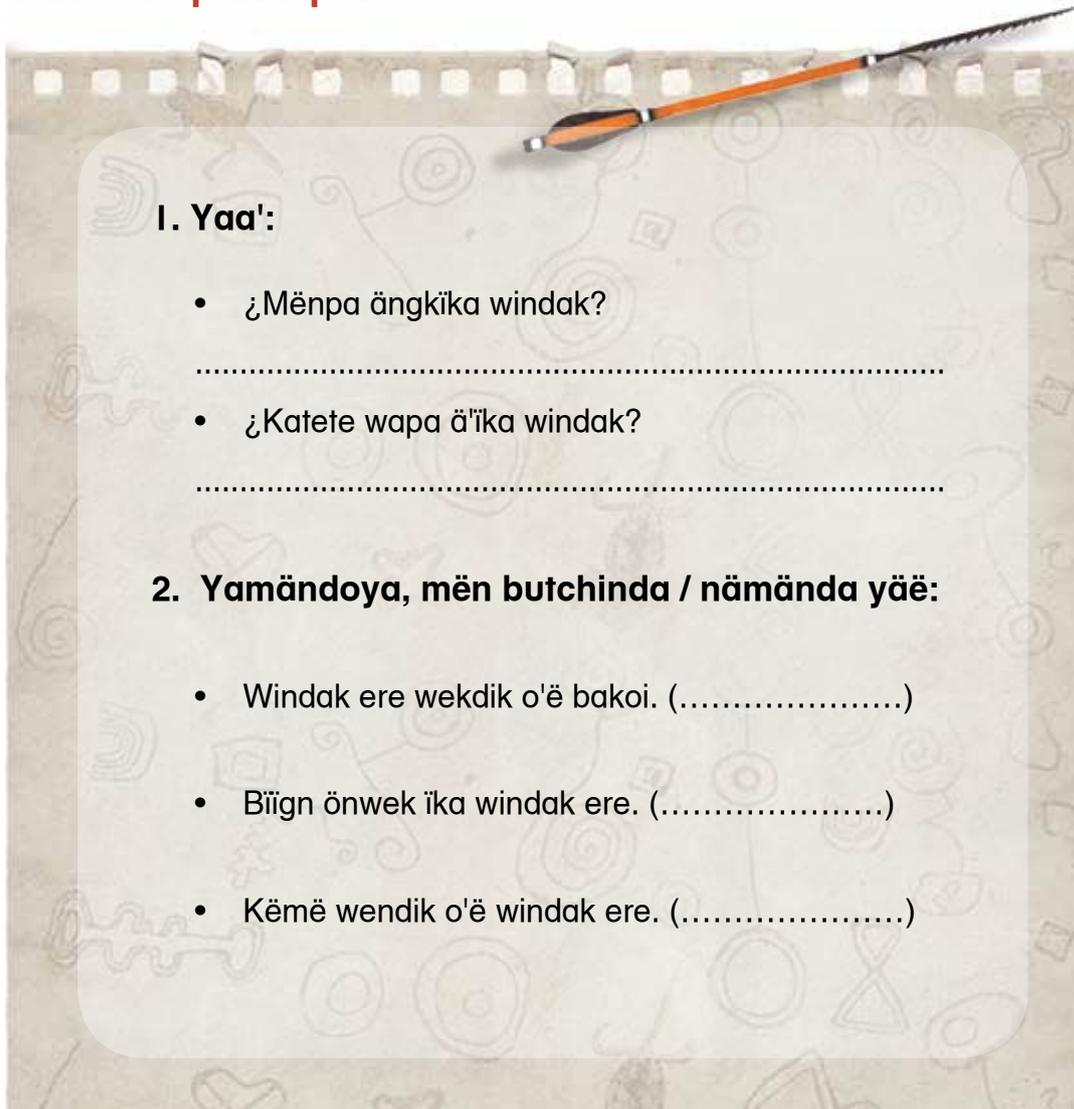 1. Yaa':
• ¿Mënpa ängkïka windak?
....................................................................................
• ¿Katete wapa ä'ïka windak?
....................................................................................
2. Yamändoya, mën butchinda / nämända yäë:
• Windak ere wekdik o'ë bakoi. (.....................)
• Bïïgn önwek ïka windak ere. (.....................)
• Këmë wendik o'ë windak ere. (.....................)